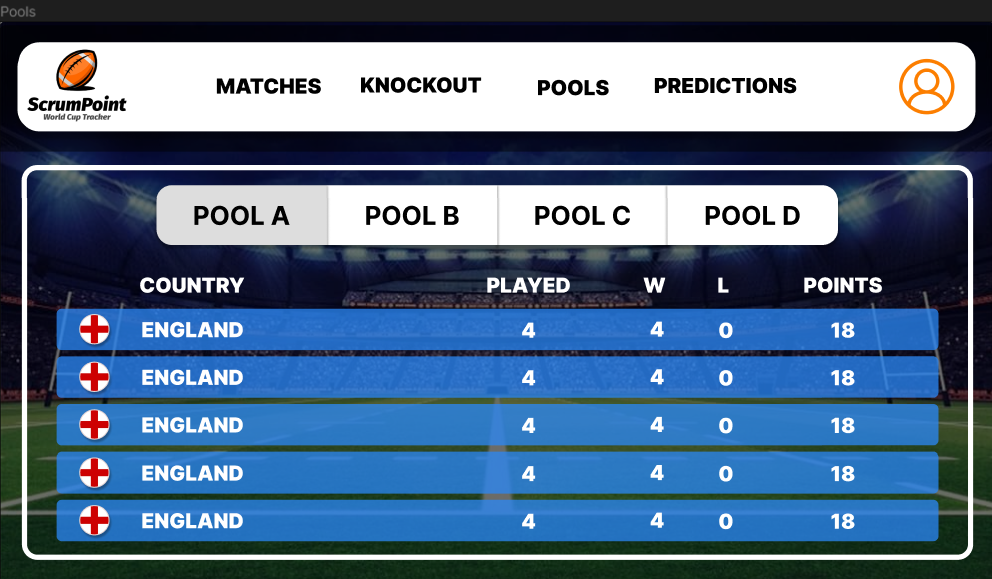 Pools
ScrumPoint
World Cup Tracker
MATCHES KNOCKOUT POOLS PREDICTIONS
POOL A POOL B POOL C POOL D
COUNTRY PLAYED W L POINTS
ENGLAND 4 4 0 18
ENGLAND 4 4 0 18
ENGLAND 4 4 0 18
ENGLAND 4 4 0 18
ENGLAND 4 4 0 18